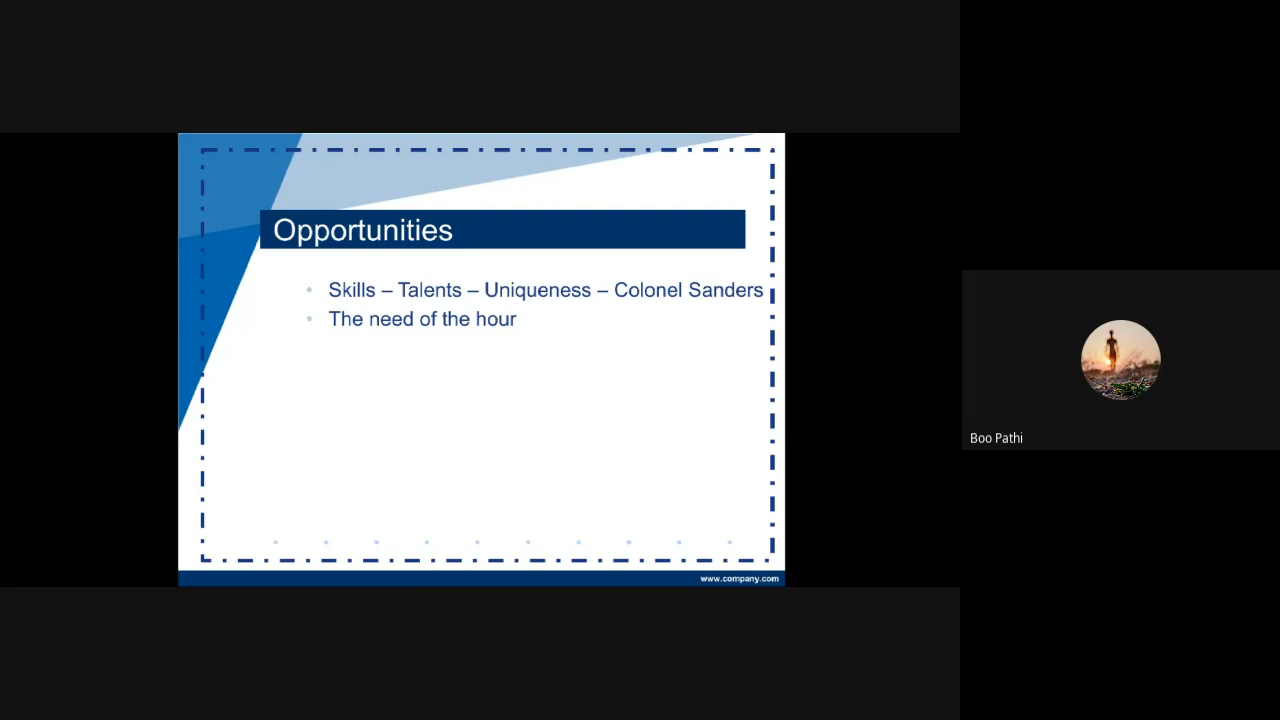 Opportunities
• Skills – Talents – Uniqueness – Colonel Sanders
• The need of the hour
www.company.com
Boo Pathi